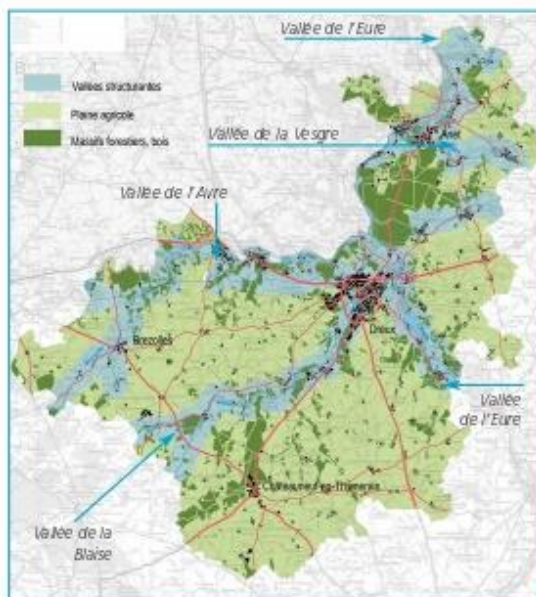 Vallée de l'Eure
Vallées structurantes
Plaine agricole
Massifs forestiers, bois
Anet
Vallée de la Vesgre
Vallée de l'Avre
Brezolles
Dreux
Vallée
de l'Eure
Châteauneuf-en-Thymerais
Vallée de la
Blaise